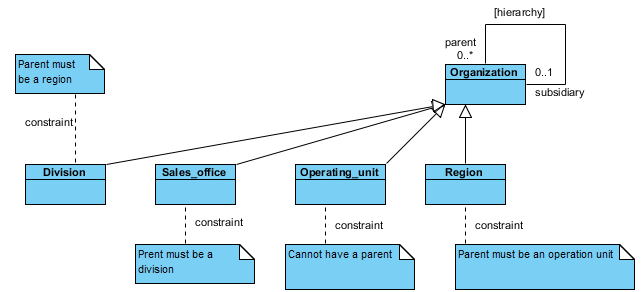 [hierarchy]
parent
0..*
Organization
0..1
subsidiary
Parent must
be a region
constraint
Division
Sales_office
Operating_unit
Region
constraint
constraint
constraint
Prent must be a
division
Cannot have a parent
Parent must be an operation unit